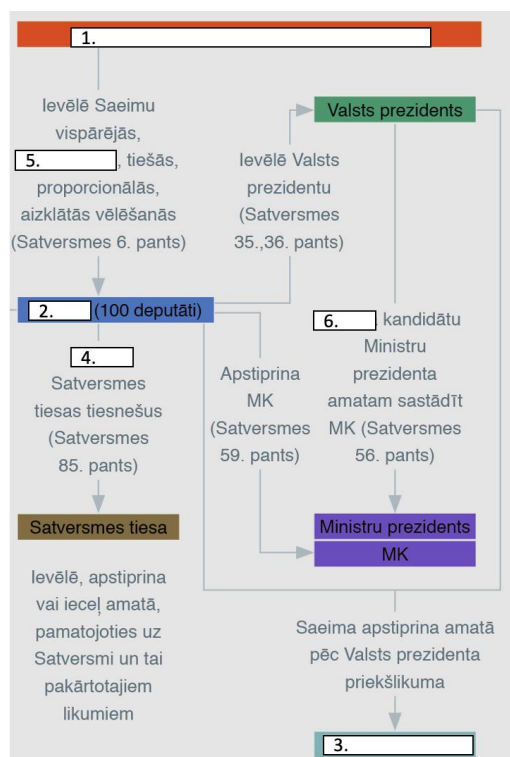 1.
Ievēlē Saeimu
vispārējās,
5. , tiešās,
proporcionālās,
aizklātās vēlēšanās
(Satversmes 6. pants)
Valsts prezidents
Ievēlē Valsts
prezidentu
(Satversmes
35.,36. pants)
2. (100 deputāti)
4.
Satversmes
tiesas tiesnešus
(Satversmes
85. pants)
Apstiprina
MK
(Satversmes
59. pants)
6. kandidātu
Ministru
prezidenta
amatam sastādīt
MK (Satversmes
56. pants)
Satversmes tiesa
Ministru prezidents
MK
Ievēlē, apstiprina
vai ieceļ amatā,
pamatojoties uz
Satversmi un tai
pakārtotajiem
likumiem
Saeima apstiprina amatā
pēc Valsts prezidenta
priekšlikuma
3.